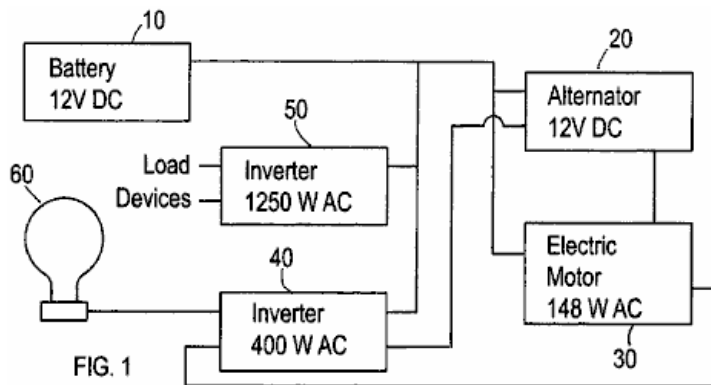 10
Battery
12V DC
20
Alternator
12V DC
50
Load
Devices
Inverter
1250 W AC
60
Electric
Motor
148 W AC
30
40
Inverter
400 W AC
FIG. 1